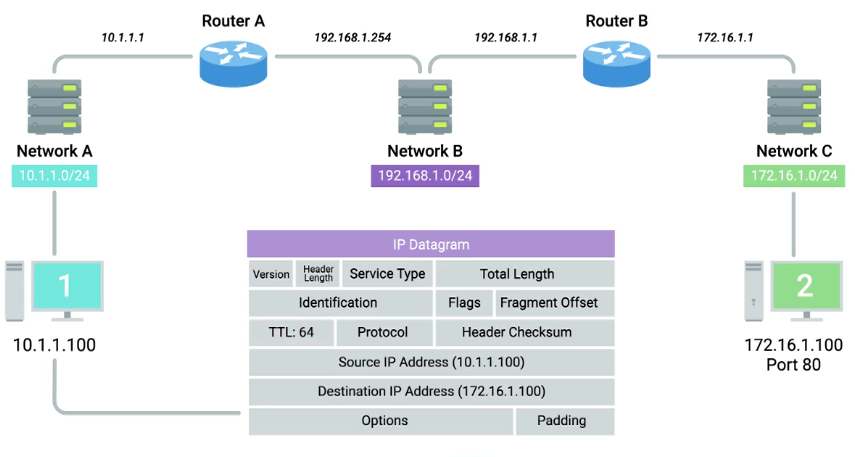 Router A
Router B
10.1.1.1
192.168.1.254
192.168.1.1
172.16.1.1
Network A
10.1.1.0/24
Network B
192.168.1.0/24
Network C
172.16.1.0/24
1
10.1.1.100
2
172.16.1.100
Port 80
IP Datagram
Version
Header
Length
Service Type
Total Length
Identification
Flags
Fragment Offset
TTL: 64
Protocol
Header Checksum
Source IP Address (10.1.1.100)
Destination IP Address (172.16.1.100)
Options
Padding